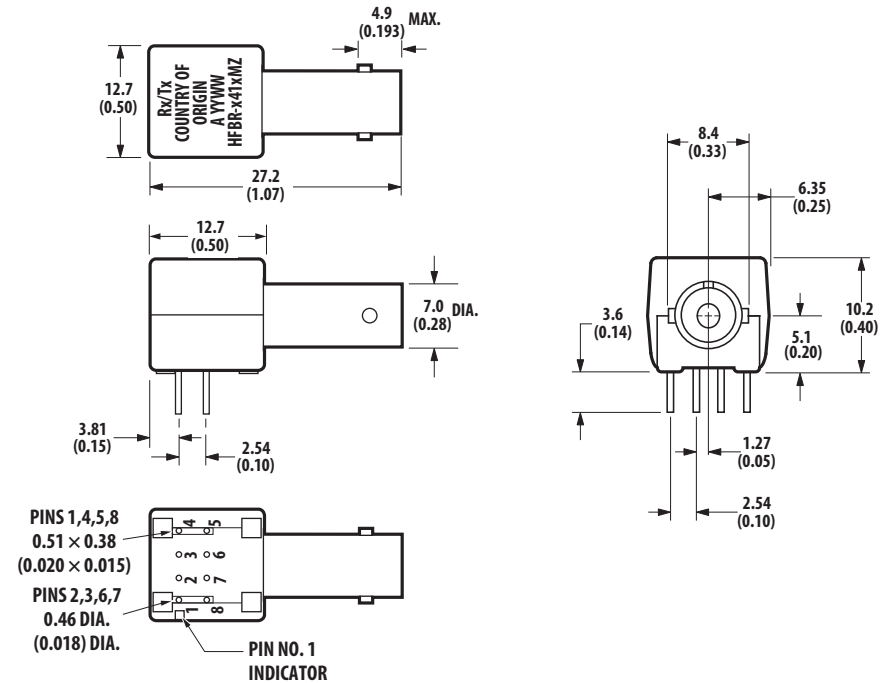 4.9
(0.193) MAX.
12.7
(0.50)
Rx/Tx
COUNTRY OF
ORIGIN
A YYWW
HFBR-x41xMZ
27.2
(1.07)
12.7
(0.50)
7.0
(0.28) DIA.
3.81
(0.15)
2.54
(0.10)
8.4
(0.33)
6.35
(0.25)
3.6
(0.14)
10.2
(0.40)
5.1
(0.20)
1.27
(0.05)
2.54
(0.10)
PINS 1,4,5,8
0.51 × 0.38
(0.020 × 0.015)
PINS 2,3,6,7
0.46 DIA.
(0.018) DIA.
4 5
3 6
2 7
1 8
PIN NO. 1
INDICATOR